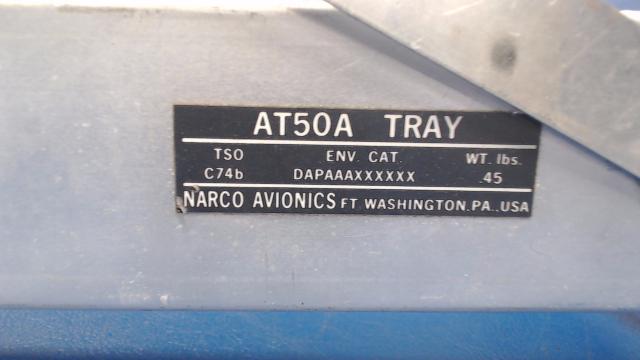 AT50A TRAY
TSO ENV. CAT. WT. lbs.
C74b DAPAAAXXXXXX .45
NARCO AVIONICS FT. WASHINGTON, PA., USA